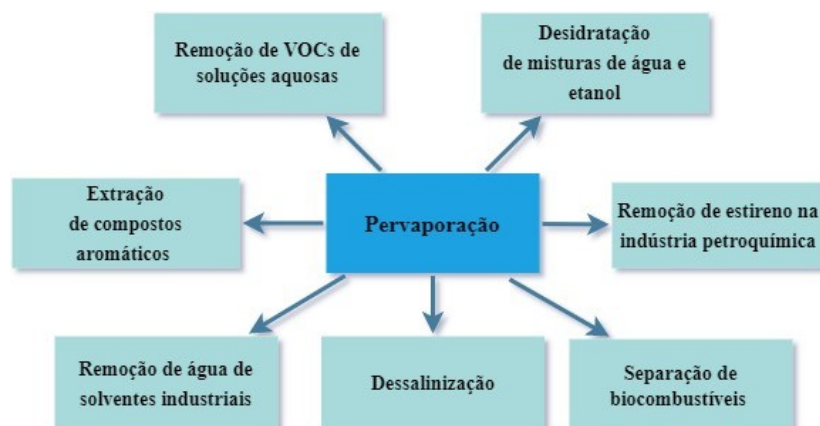 Remoção de VOCs de
soluções aquosas
Desidratação
de misturas de água e
etanol
Extração
de compostos
aromáticos
Pervaporação
Remoção de estireno na
indústria petroquímica
Remoção de água de
solventes industriais
Dessalinização
Separação de
biocombustíveis